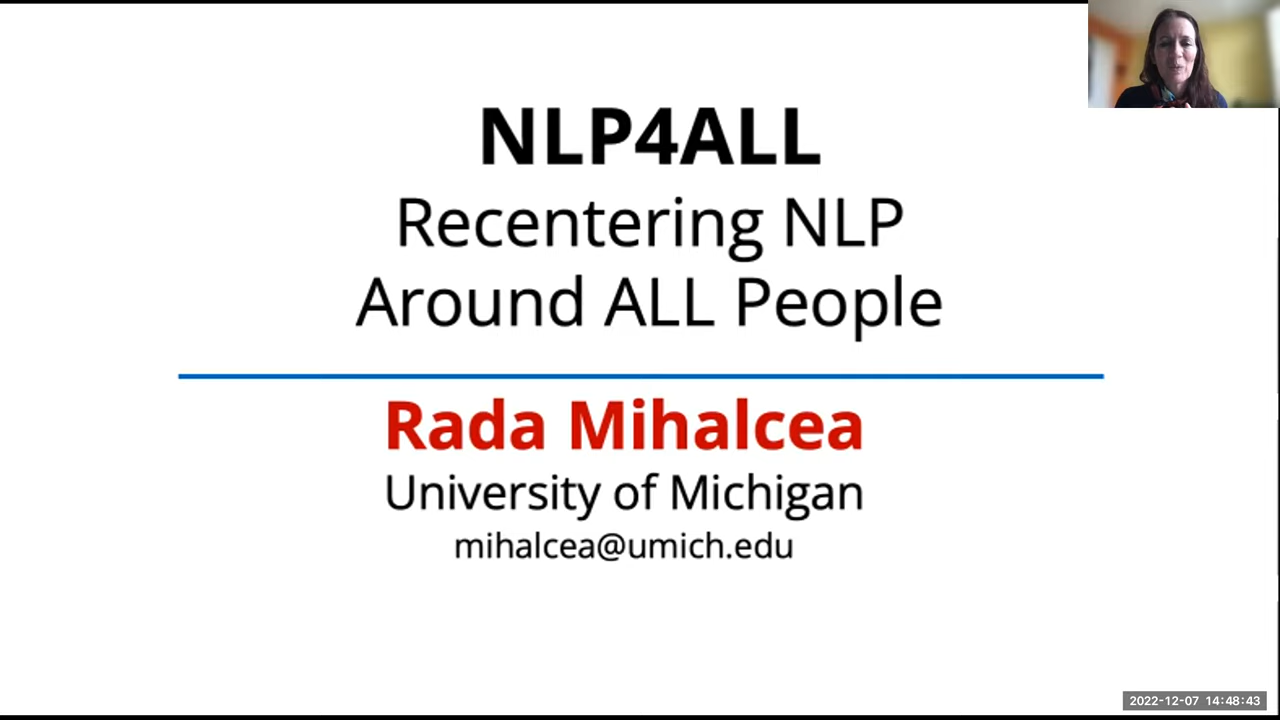 NLP4ALL
Recentering NLP
Around ALL People
Rada Mihalcea
University of Michigan
mihalcea@umich.edu
2022-12-07 14:48:43